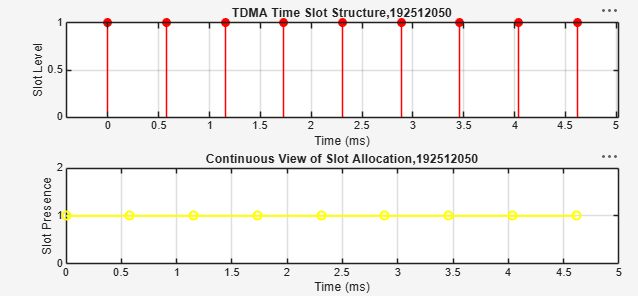 TDMA Time Slot Structure,192512050
1
0.5
0
Slot Level
0 0.5 1 1.5 2 2.5 3 3.5 4 4.5 5
Time (ms)
Continuous View of Slot Allocation,192512050
2
1
0
Slot Presence
0 0.5 1 1.5 2 2.5 3 3.5 4 4.5 5
Time (ms)